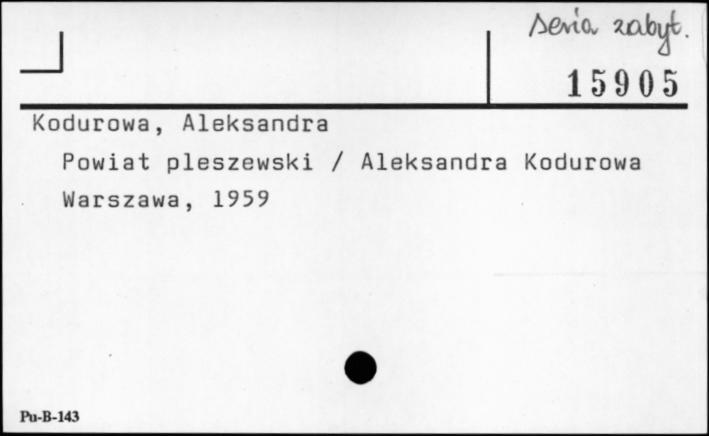 seria zabyt.
15905
Kodurowa, Aleksandra
Powiat pleszewski / Aleksandra Kodurowa
Warszawa, 1959
Pu-B-143